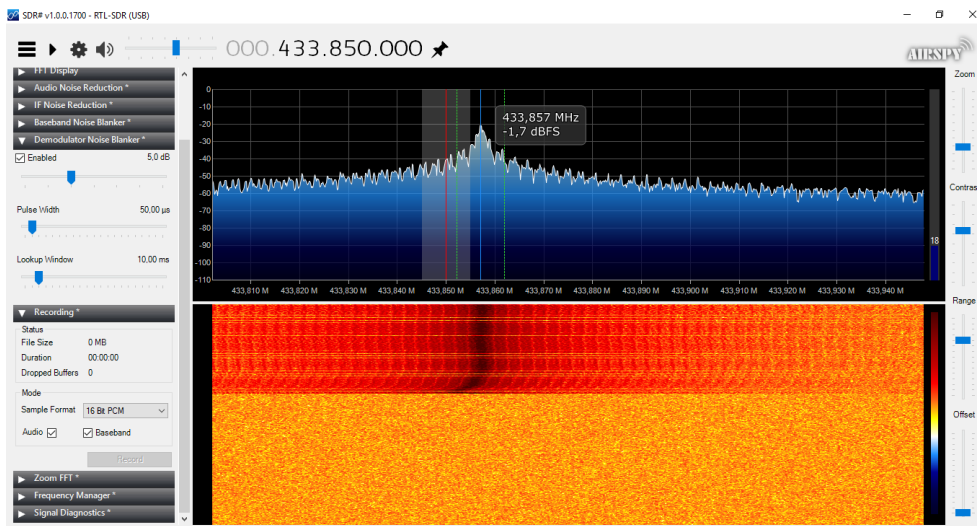 SDR# v1.0.0.1700 - RTL-SDR (USB)
000.433.850.000
AIRSPY
FFT Display
Audio Noise Reduction *
IF Noise Reduction *
Baseband Noise Blanker *
Demodulator Noise Blanker *
Enabled 5,0 dB
Pulse Width 50,00 µs
Lookup Window 10,00 ms
Recording *
Status
File Size 0 MB
Duration 00:00:00
Dropped Buffers 0
Mode
Sample Format 16 Bit PCM
Audio Baseband
Record
Zoom FFT *
Frequency Manager *
Signal Diagnostics *
0
-10
-20
-30
-40
-50
-60
-70
-80
-90
-100
-110
433,857 MHz
-1,7 dBFS
18
433,810 M 433,820 M 433,830 M 433,840 M 433,850 M 433,860 M 433,870 M 433,880 M 433,890 M 433,900 M 433,910 M 433,920 M 433,930 M 433,940 M
Zoom
Contras
Range
Offset